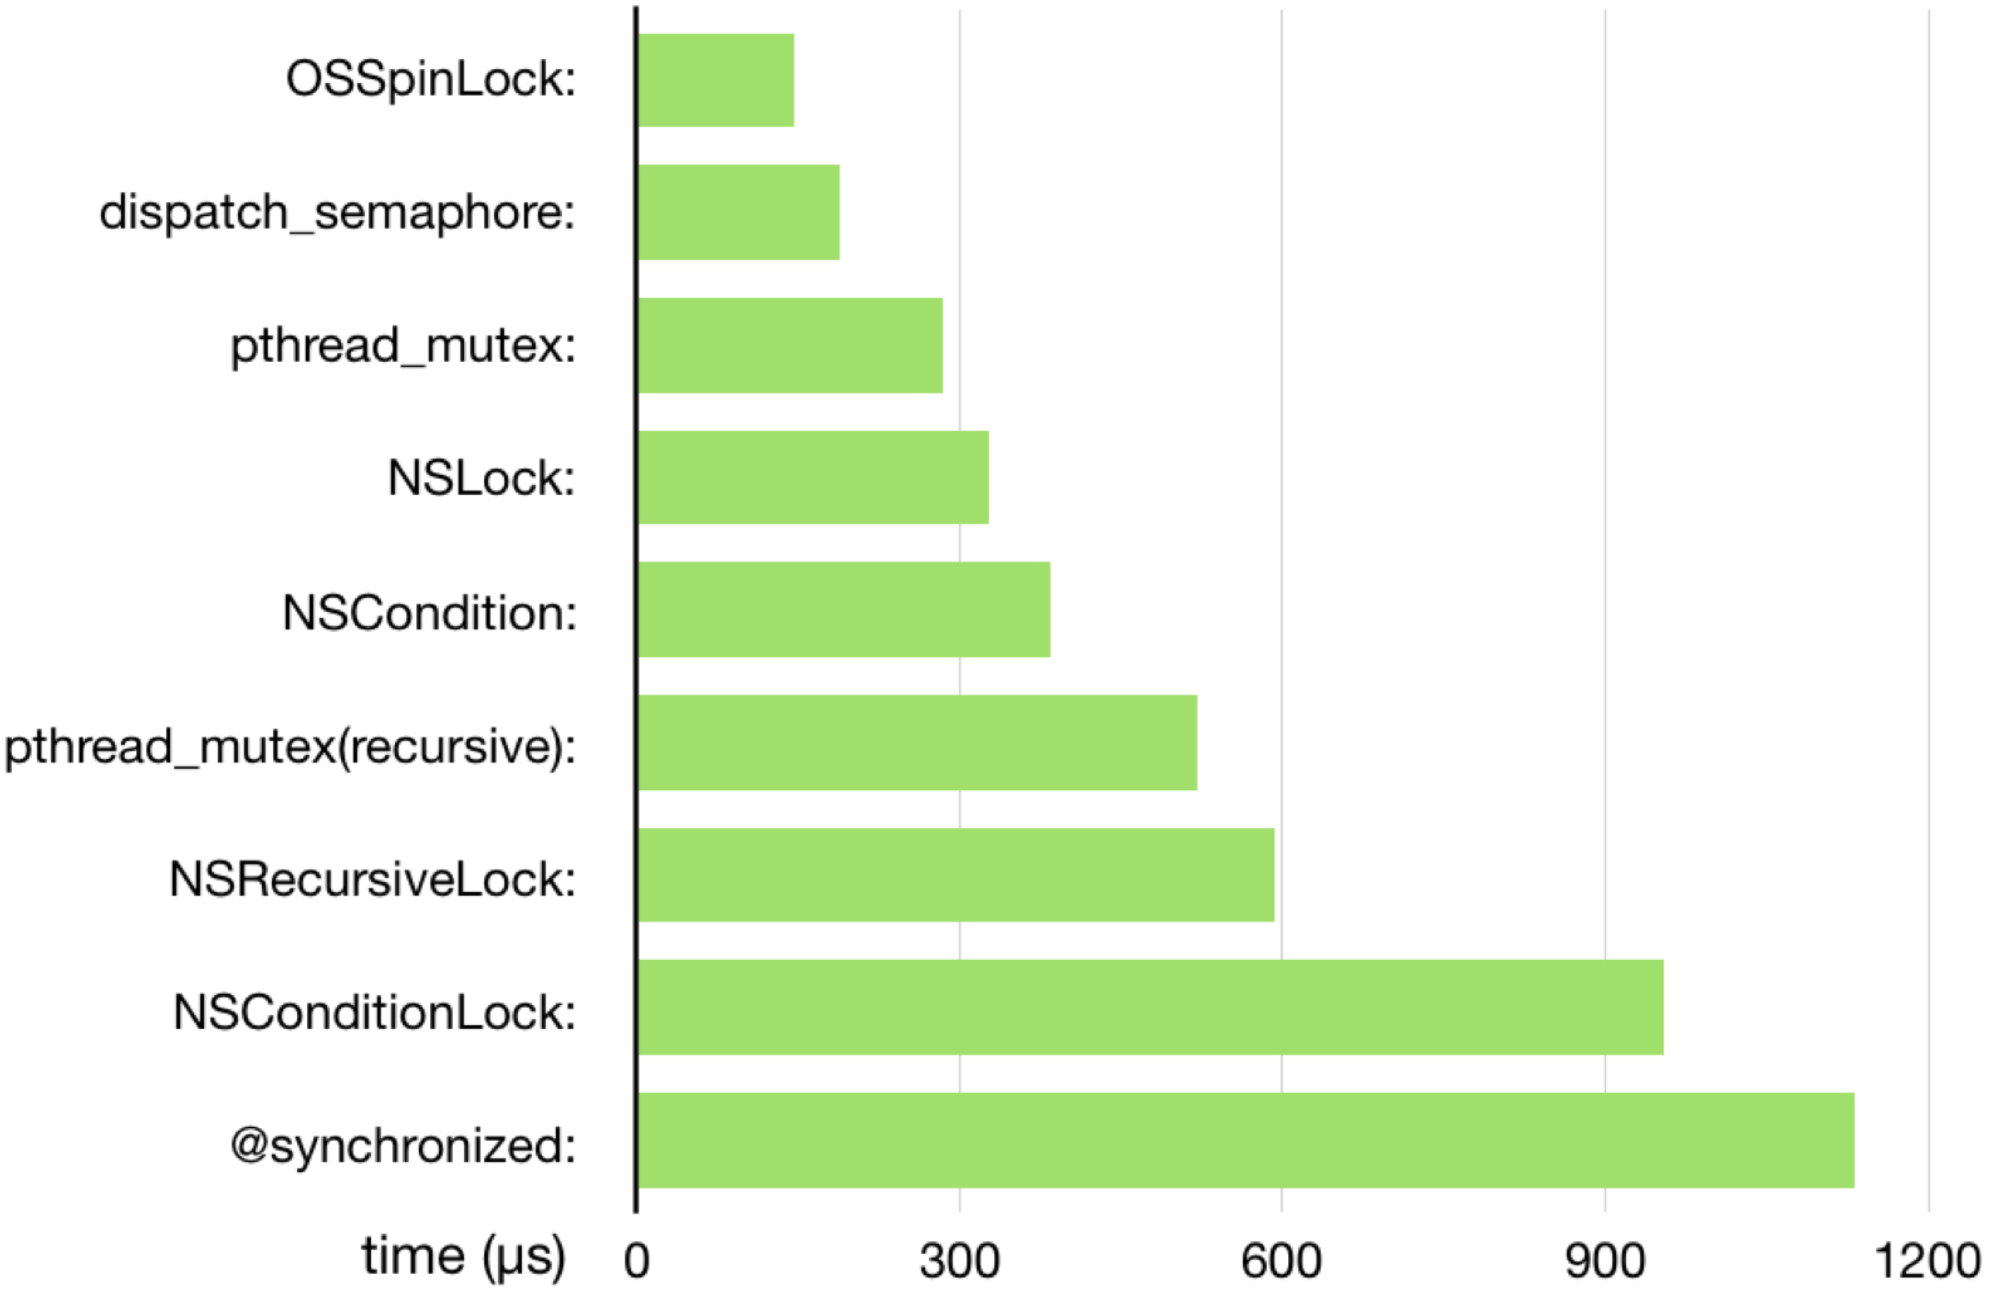 OSSpinLock:
dispatch_semaphore:
pthread_mutex:
NSLock:
NSCondition:
pthread_mutex(recursive):
NSRecursiveLock:
NSConditionLock:
@synchronized:
time (μs) 0 300 600 900 1200